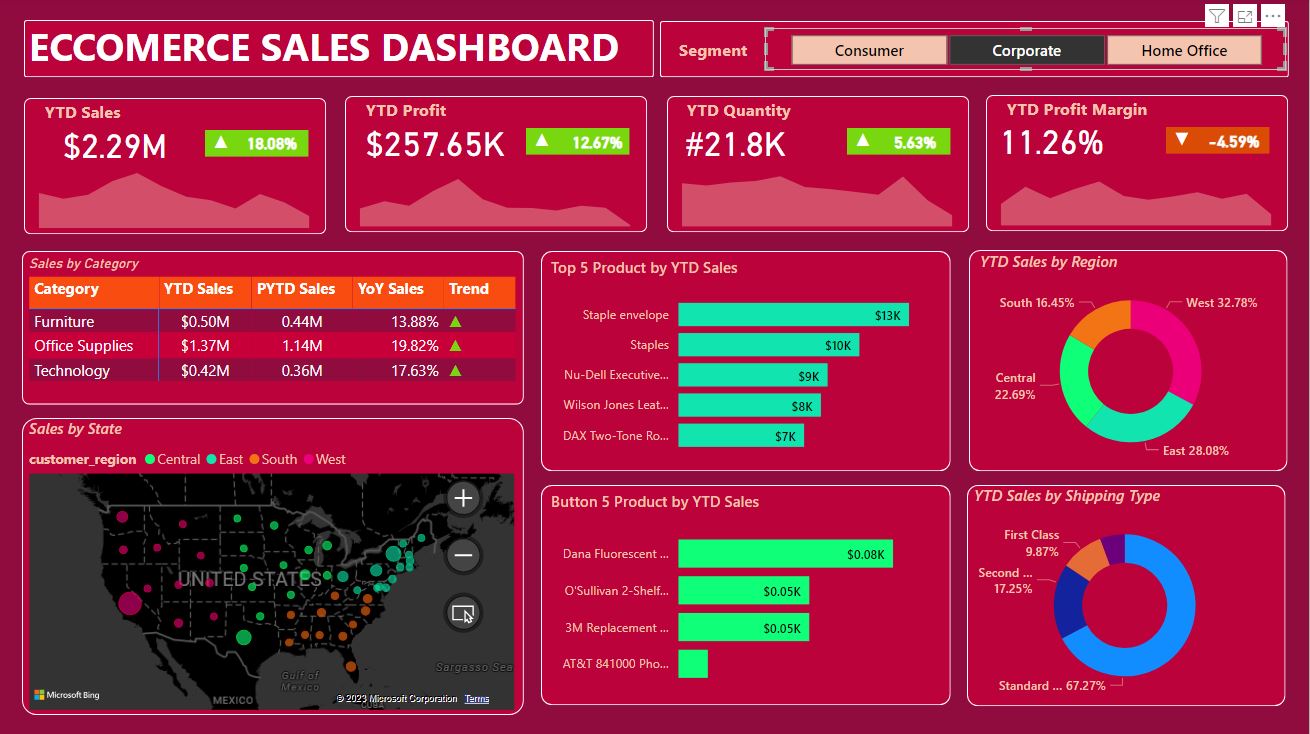 ECCOMERCE SALES DASHBOARD
Segment
Consumer
Corporate
Home Office
YTD Sales
$2.29M
▲ 18.08%
YTD Profit
$257.65K
▲ 12.67%
YTD Quantity
#21.8K
▲ 5.63%
YTD Profit Margin
11.26%
▼ -4.59%
Sales by Category
Category YTD Sales PYTD Sales YoY Sales Trend
Furniture $0.50M 0.44M 13.88% ▲
Office Supplies $1.37M 1.14M 19.82% ▲
Technology $0.42M 0.36M 17.63% ▲
Top 5 Product by YTD Sales
Staple envelope $13K
Staples $10K
Nu-Dell Executive... $9K
Wilson Jones Leat... $8K
DAX Two-Tone Ro... $7K
YTD Sales by Region
South 16.45%
West 32.78%
Central
22.69%
East 28.08%
Sales by State
customer_region Central East South West
UNITED STATES
Gulf of
Mexico
Sargasso Sea
MEXICO
CUBA
Microsoft Bing
© 2023 Microsoft Corporation Terms
Button 5 Product by YTD Sales
Dana Fluorescent ... $0.08K
O'Sullivan 2-Shelf... $0.05K
3M Replacement ... $0.05K
AT&T 841000 Pho...
YTD Sales by Shipping Type
First Class
9.87%
Second ...
17.25%
Standard ... 67.27%